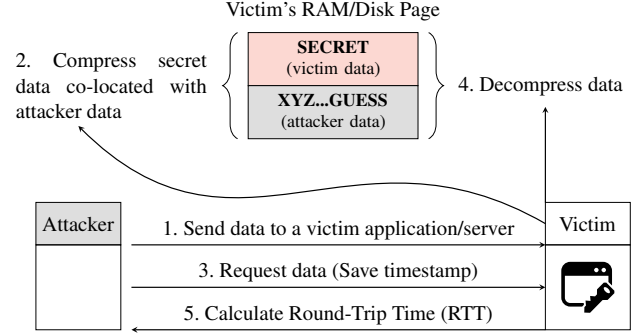 Victim's RAM/Disk Page
2. Compress secret
data co-located with
attacker data
SECRET
(victim data)
XYZ...GUESS
(attacker data)
4. Decompress data
Attacker
1. Send data to a victim application/server
Victim
3. Request data (Save timestamp)
5. Calculate Round-Trip Time (RTT)